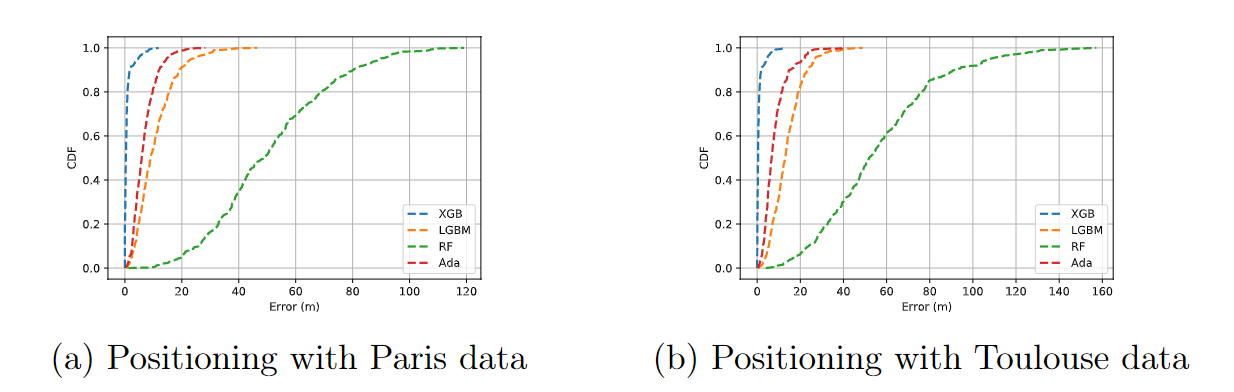 1.0
0.8
0.6
0.4
0.2
0.0
CDF
0 20 40 60 80 100 120
Error (m)
XGB
LGBM
RF
Ada
(a) Positioning with Paris data
1.0
0.8
0.6
0.4
0.2
0.0
CDF
0 20 40 60 80 100 120 140 160
Error (m)
XGB
LGBM
RF
Ada
(b) Positioning with Toulouse data